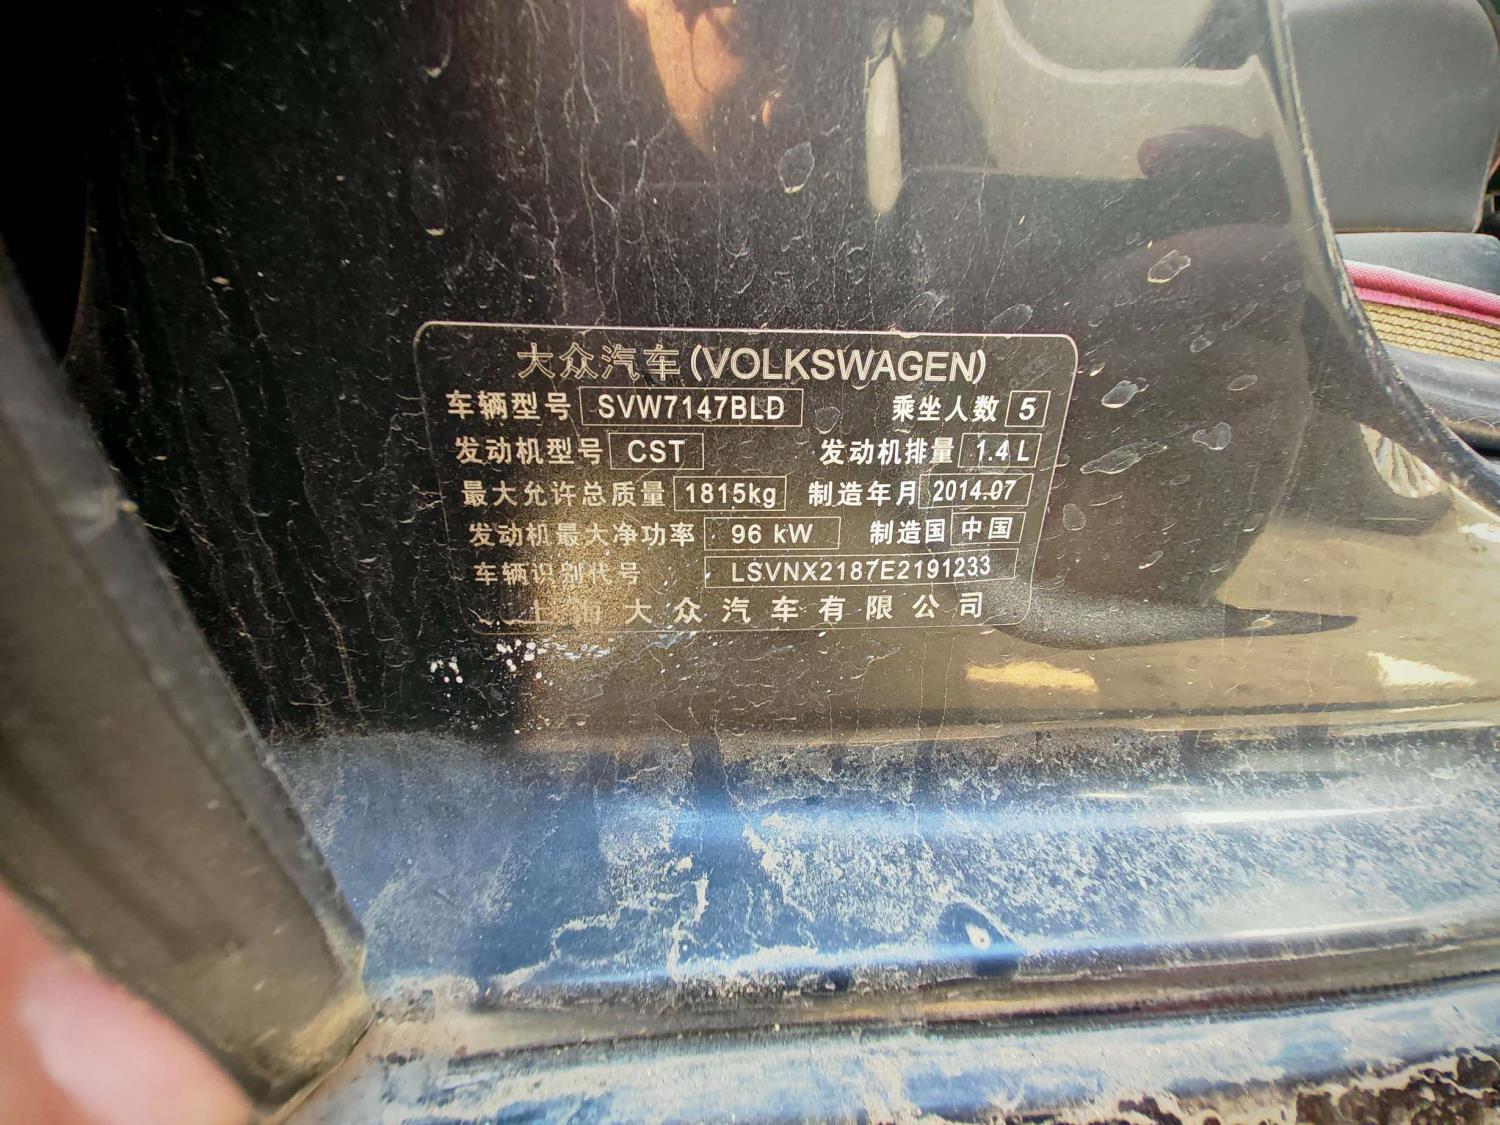 大众汽车(VOLKSWAGEN)
车辆型号 SVW7147BLD 乘坐人数 5
发动机型号 CST 发动机排量 1.4 L
最大允许总质量 1815kg 制造年月 2014.07
发动机最大净功率 96 kW 制造国 中国
车辆识别代号 LSVNX2187E2191233
上海大众汽车有限公司